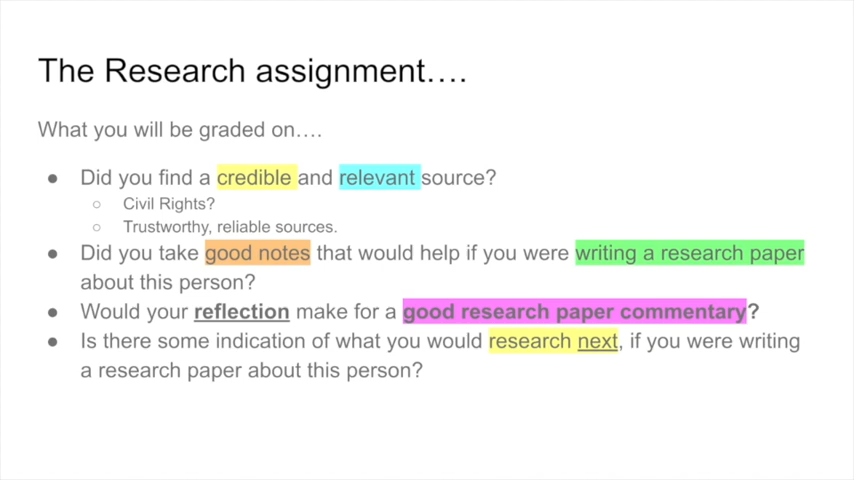 The Research assignment....
What you will be graded on....
● Did you find a credible and relevant source?
○ Civil Rights?
○ Trustworthy, reliable sources.
● Did you take good notes that would help if you were writing a research paper
about this person?
● Would your reflection make for a good research paper commentary?
● Is there some indication of what you would research next, if you were writing
a research paper about this person?